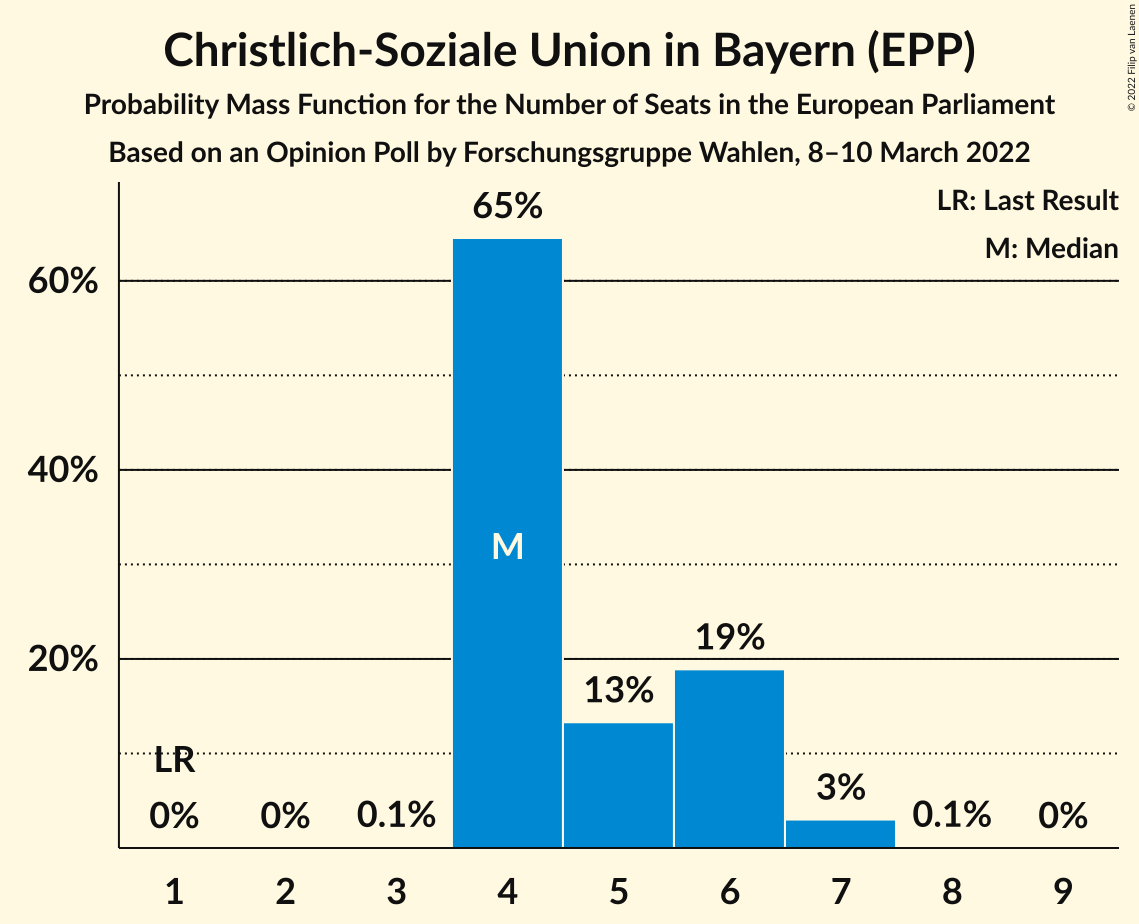 Christlich-Soziale Union in Bayern (EPP)
Probability Mass Function for the Number of Seats in the European Parliament
Based on an Opinion Poll by Forschungsgruppe Wahlen, 8–10 March 2022
© 2022 Filip van Laenen
LR: Last Result
M: Median
65%
60%
40%
M
20%
19%
13%
LR
3%
0% 0% 0.1% 0.1% 0%
1 2 3 4 5 6 7 8 9